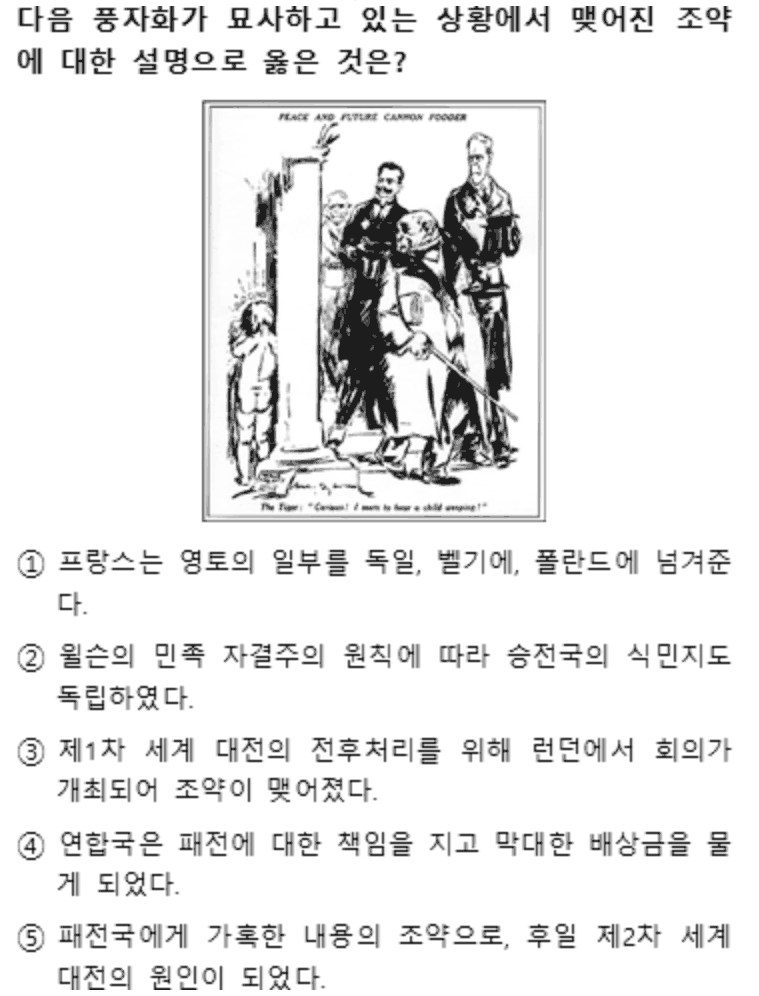 다음 풍자화가 묘사하고 있는 상황에서 맺어진 조약
에 대한 설명으로 옳은 것은?
PEACE AND FUTURE CANNON FODDER
The Tiger: "Curious! I seem to hear a child weeping!"
① 프랑스는 영토의 일부를 독일, 벨기에, 폴란드에 넘겨준
다.
② 윌슨의 민족 자결주의 원칙에 따라 승전국의 식민지도
독립하였다.
③ 제1차 세계 대전의 전후처리를 위해 런던에서 회의가
개최되어 조약이 맺어졌다.
④ 연합국은 패전에 대한 책임을 지고 막대한 배상금을 물
게 되었다.
⑤ 패전국에게 가혹한 내용의 조약으로, 후일 제2차 세계
대전의 원인이 되었다.